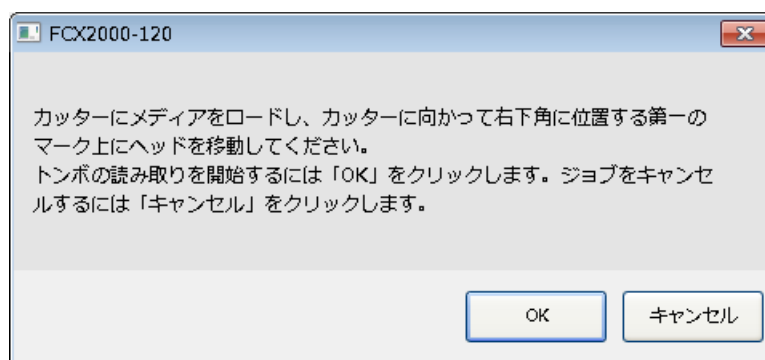 FCX2000-120
カッターにメディアをロードし、カッターに向かって右下角に位置する第一の
マーク上にヘッドを移動してください。
トンボの読み取りを開始するには「OK」をクリックします。ジョブをキャンセ
ルするには「キャンセル」をクリックします。
OK
キャンセル